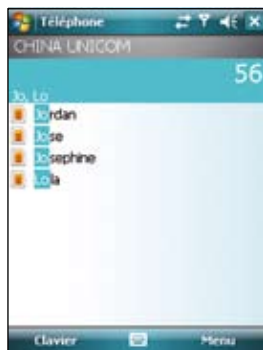 Téléphone
CHINA UNICOM
56
Jo, Lo
Jordan
Jose
Josephine
Lola
Clavier Menu